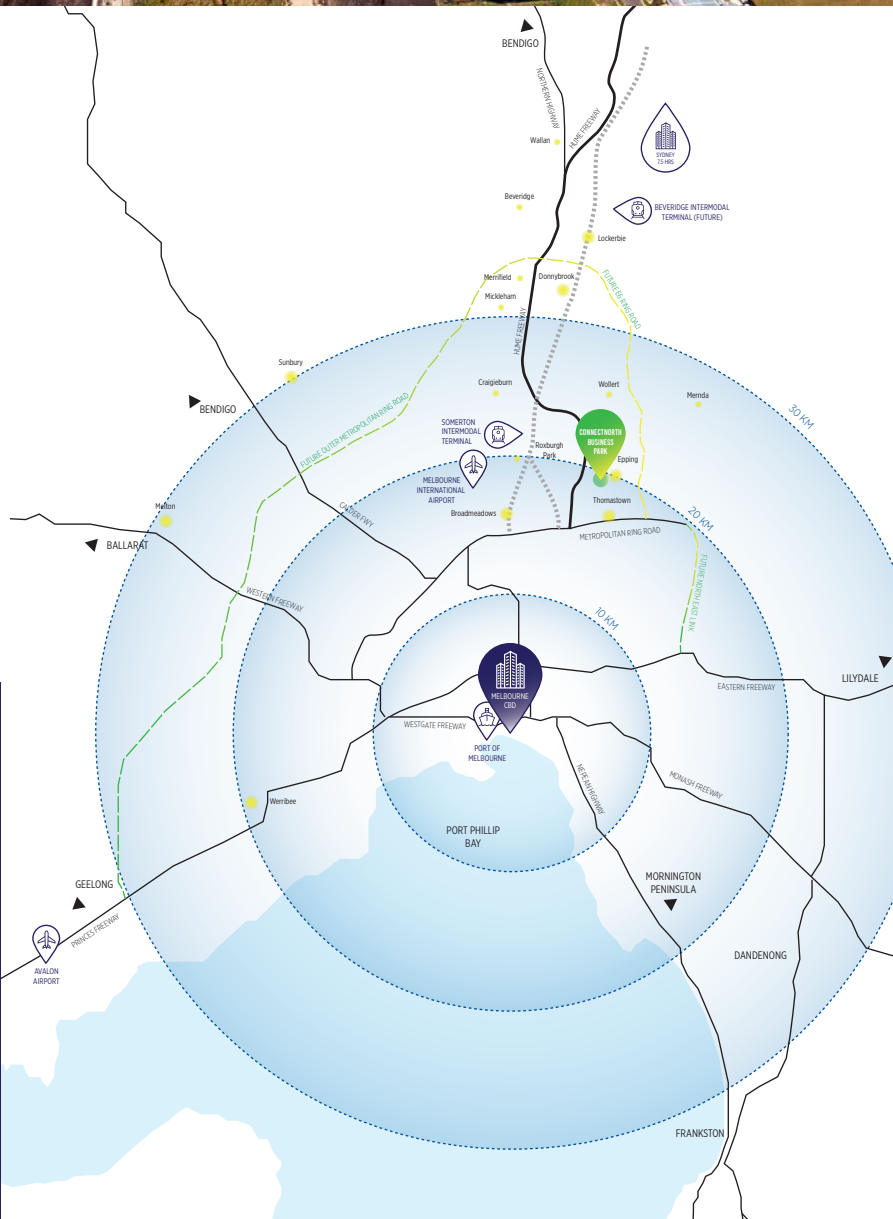 BENDIGO
NORTHERN HIGHWAY
HUME FREEWAY
Wallan
SYDNEY
7.5 HRS
Beveridge
BEVERIDGE INTERMODAL
TERMINAL (FUTURE)
Lockerbie
Merrifield
Donnybrook
Mickleham
FUTURE E6 RING ROAD
HUME FREEWAY
Sunbury
Craigieburn
Wollert
Mernda
30 KM
BENDIGO
FUTURE OUTER METROPOLITAN RING ROAD
SOMERTON
INTERMODAL
TERMINAL
CONNECTNORTH
BUSINESS
PARK
Roxburgh
Park
Epping
MELBOURNE
INTERNATIONAL
AIRPORT
Melton
CALDER FWY
Broadmeadows
Thomastown
20 KM
BALLARAT
METROPOLITAN RING ROAD
FUTURE NORTH EAST LINK
WESTERN FREEWAY
10 KM
MELBOURNE
CBD
LILYDALE
EASTERN FREEWAY
WESTGATE FREEWAY
PORT OF
MELBOURNE
NEPEAN HIGHWAY
MONASH FREEWAY
Werribee
PORT PHILLIP
BAY
GEELONG
MORNINGTON
PENINSULA
PRINCES FREEWAY
AVALON
AIRPORT
DANDENONG
FRANKSTON